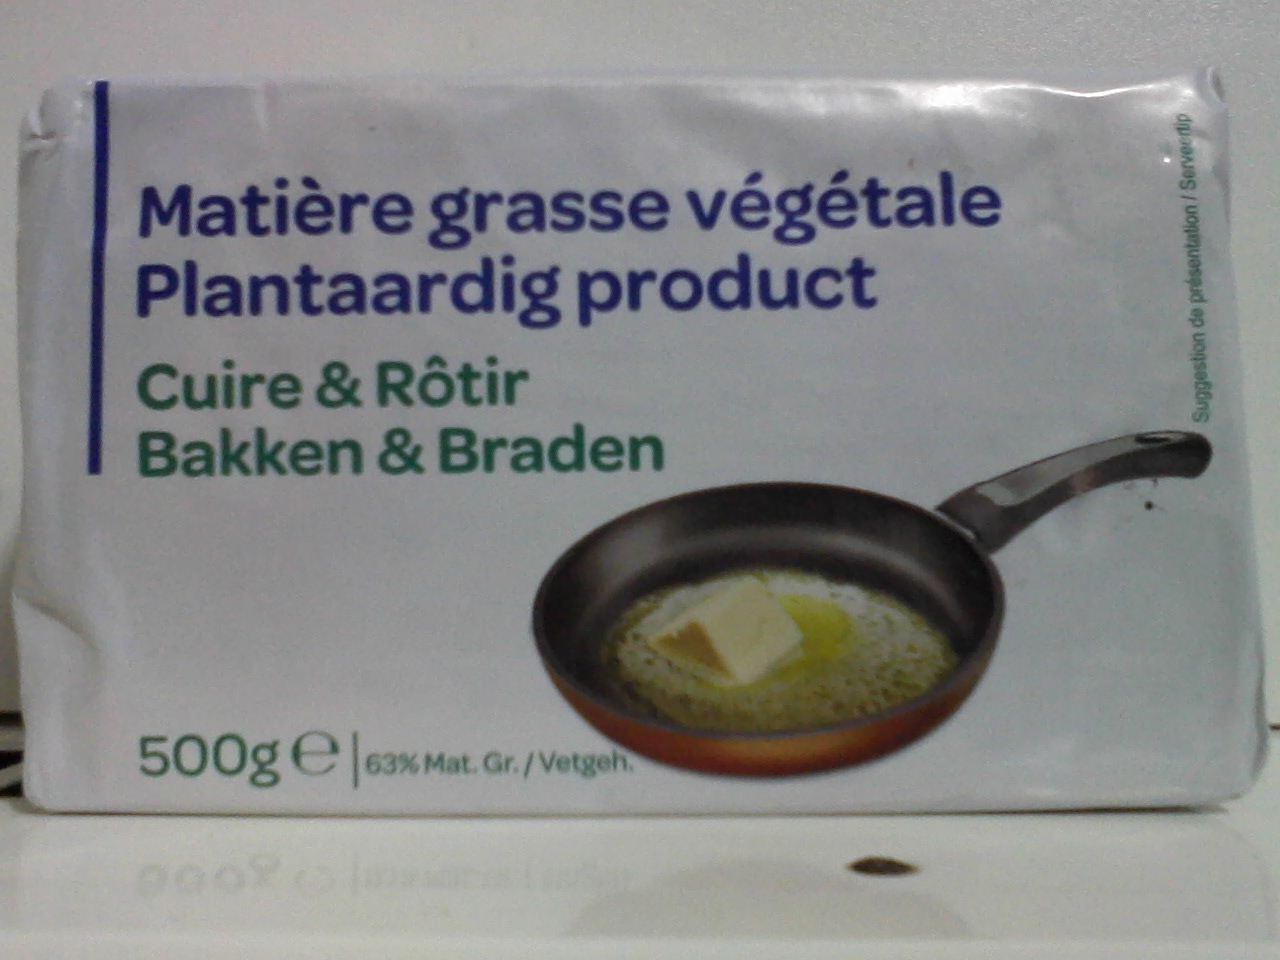 Matière grasse végétale
Plantaardig product
Cuire & Rôtir
Bakken & Braden
500g ℮ | 63% Mat. Gr. / Vetgeh.
Suggestion de présentation / Serveertip